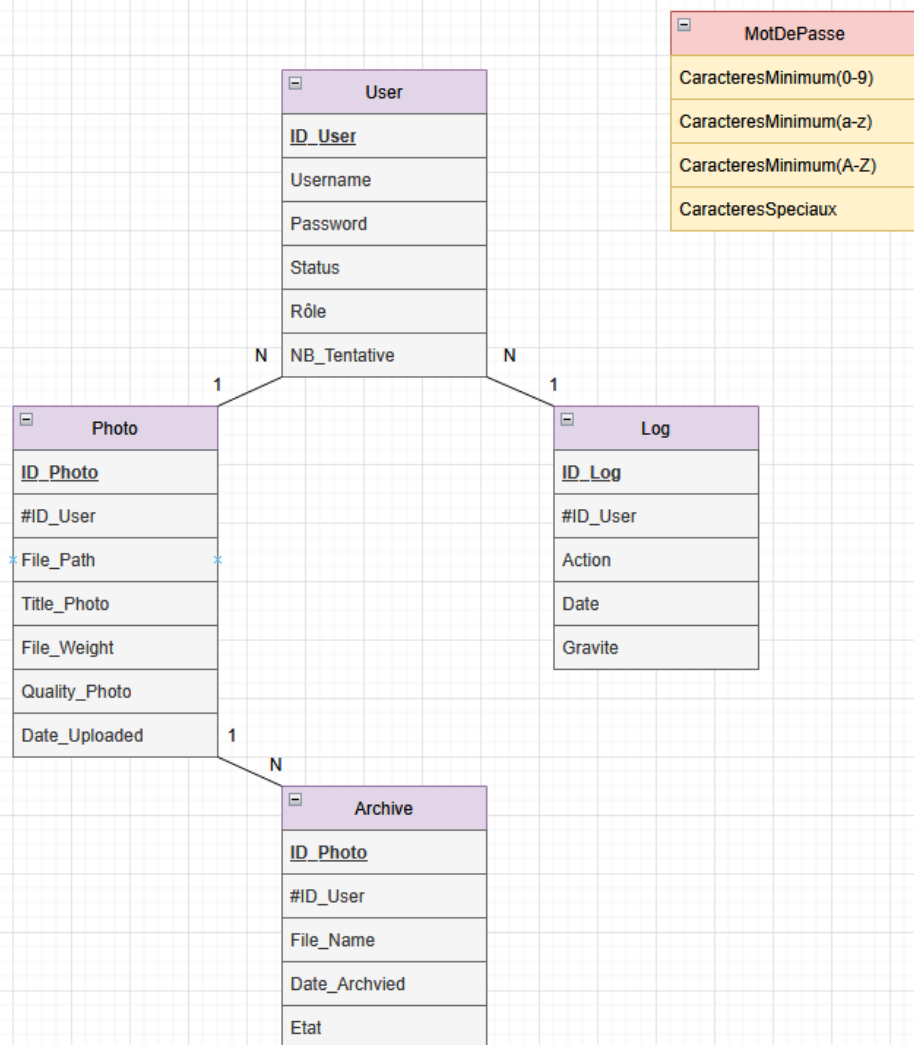 MotDePasse
CaracteresMinimum(0-9)
CaracteresMinimum(a-z)
CaracteresMinimum(A-Z)
CaracteresSpeciaux
User
ID_User
Username
Password
Status
Rôle
NB_Tentative
N
N
1
1
Photo
ID_Photo
#ID_User
File_Path
Title_Photo
File_Weight
Quality_Photo
Date_Uploaded
Log
ID_Log
#ID_User
Action
Date
Gravite
1
N
Archive
ID_Photo
#ID_User
File_Name
Date_Archvied
Etat